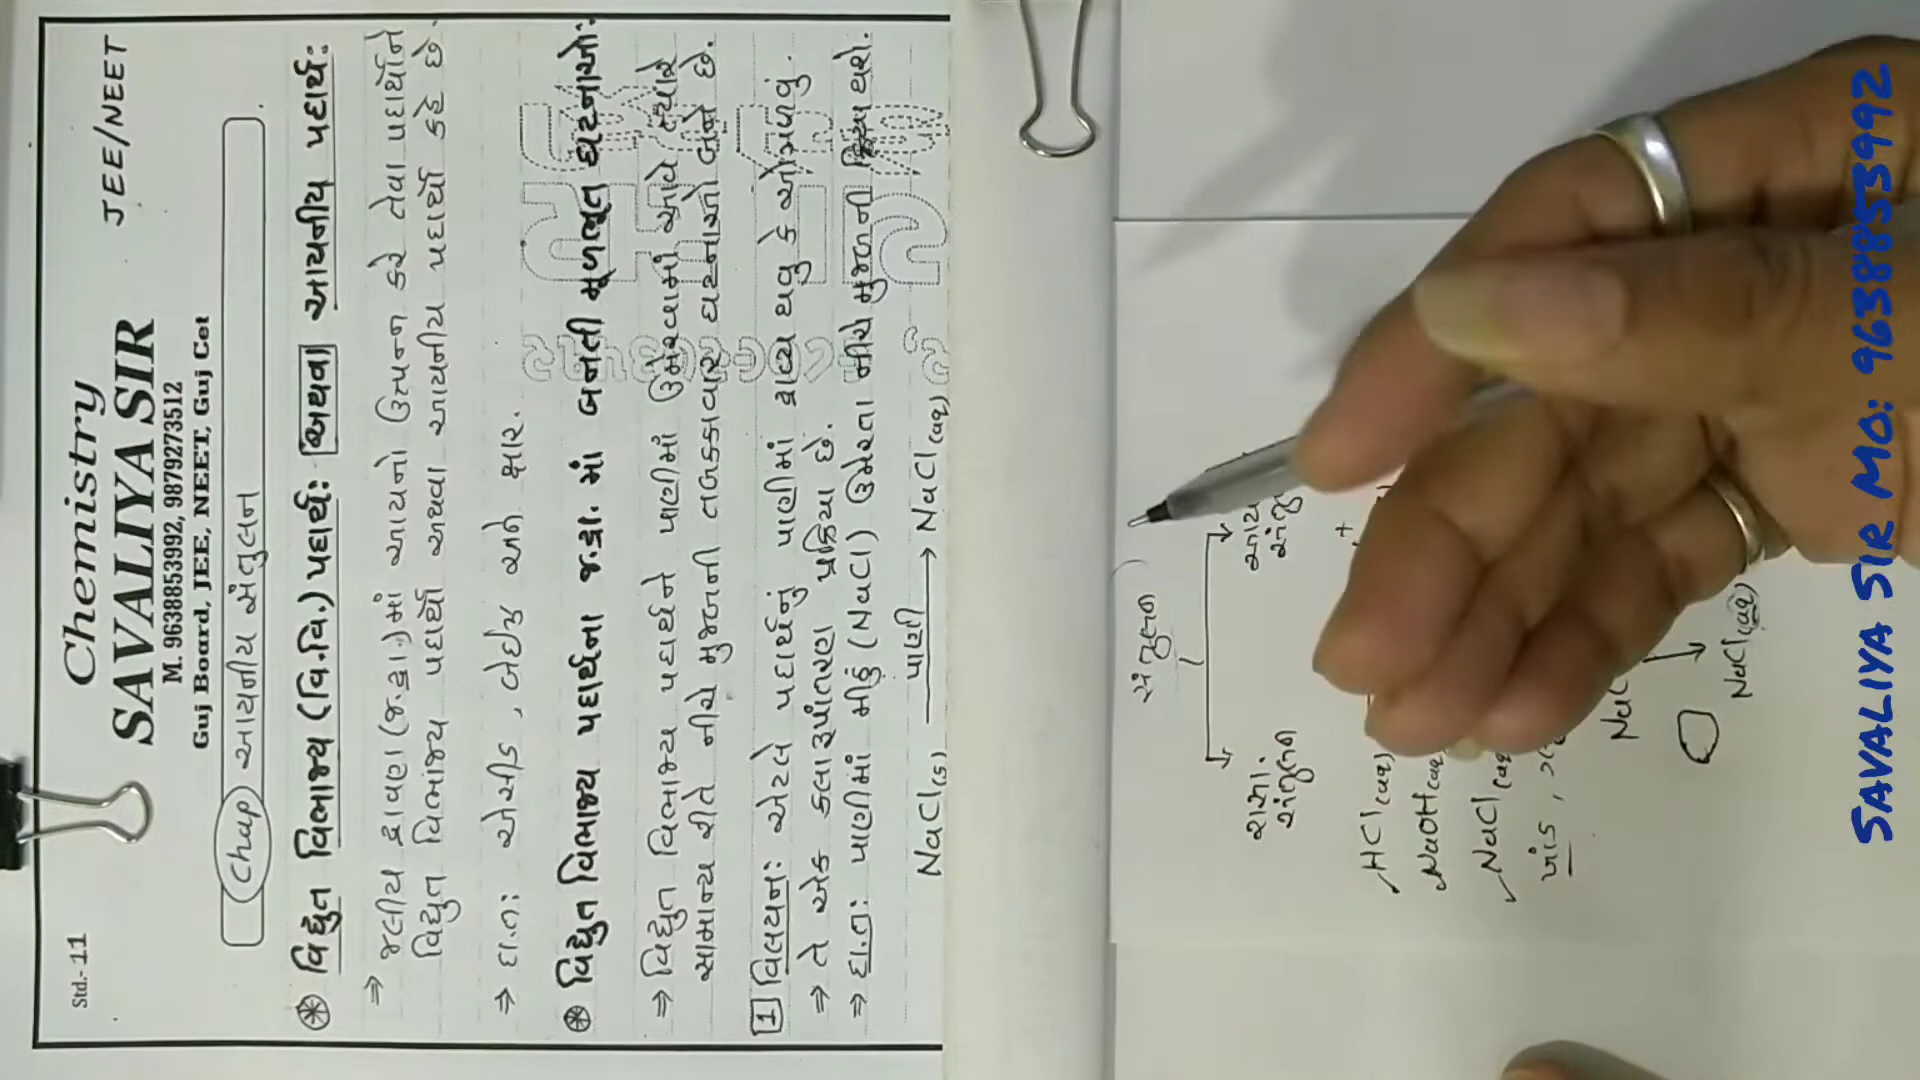 Std.-11
Chemistry
SAVALIYA SIR
M. 9638853992, 9879273512
Guj Board, JEE, NEET, Guj Cet
JEE/NEET
Chap આયનીય સંતુલન
વિદ્યુત વિભાજ્ય (વિ.વિ.) પદાર્થ: અથવા આયનીય પદાર્થ:
⇒ જલીય દ્રાવણ (જ.દ્રા.)માં આયનો ઉત્પન્ન કરે તેવા પદાર્થોને
વિદ્યુત વિભાજ્ય પદાર્થો અથવા આયનીય પદાર્થો કહે છે.
⇒ દા.ત: એસીડ, બેઇઝ અને ક્ષાર.
વિદ્યુત વિભાજ્ય પદાર્થના જ.દ્રા. માં બનતી મૂળભૂત ઘટનાઓ:
⇒ વિદ્યુત વિભાજ્ય પદાર્થને પાણીમાં ઉમેરવામાં આવે ત્યારે
સામાન્ય રીતે નીચે મુજબની તબક્કાવાર ઘટનાઓ બને છે.
1 વિલયન: એટલે પદાર્થનું પાણીમાં દ્રાવ્ય થવુ કે ઓગળવું.
⇒ તે એક કલા રૂપાંતરણ પ્રક્રિયા છે.
⇒ દા.ત: પાણીમાં મીઠું (NaCl) ઉમેરતા નીચે મુજબની ક્રિયા થશે.
NaCl(s) પાણી → NaCl(aq)
સંતુલન
રાસા. સંતુલન
આય
સંતુ
✓HCl(aq)
+
✓NaOH(aq)
✓NaCl(aq)
ખાંડ,
NaCl
NaCl(aq)
SAVALIYA SIR MO: 9638853992